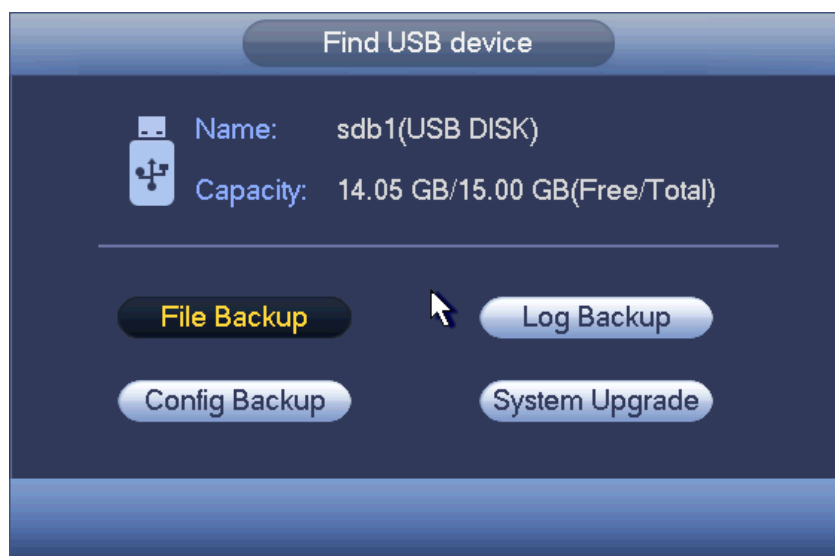 Find USB device
Name: sdb1(USB DISK)
Capacity: 14.05 GB/15.00 GB(Free/Total)
File Backup Log Backup
Config Backup System Upgrade